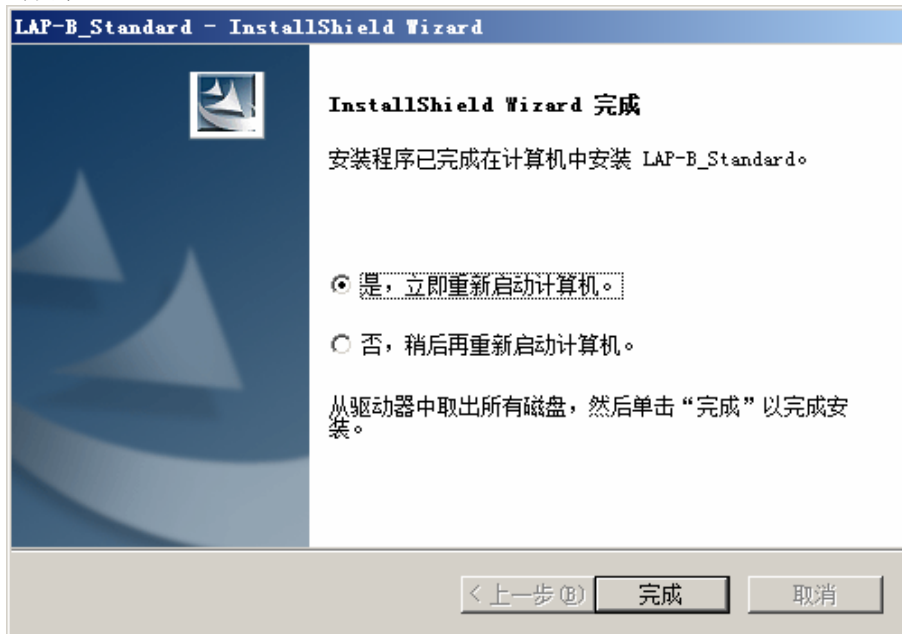 LAP-B_Standard - InstallShield Wizard
InstallShield Wizard 完成
安装程序已完成在计算机中安装 LAP-B_Standard。
是，立即重新启动计算机。
否，稍后再重新启动计算机。
从驱动器中取出所有磁盘，然后单击“完成”以完成安
装。
<上一步(B) 完成 取消